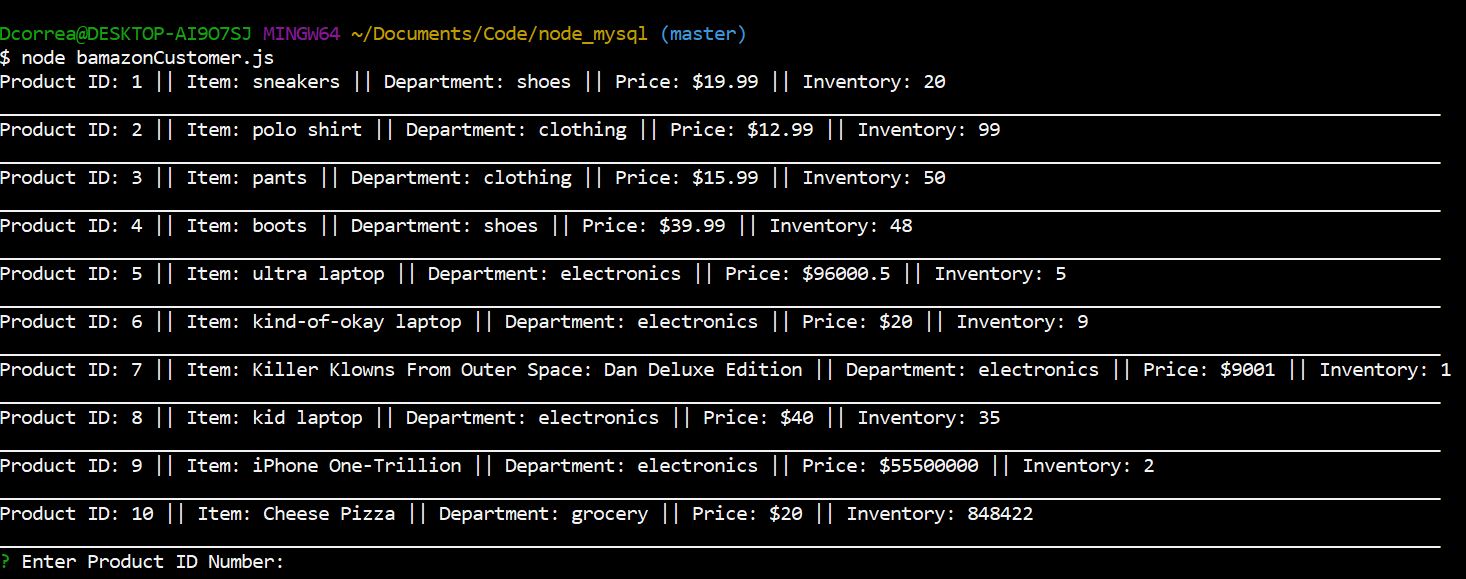 Dcorrea@DESKTOP-AI9O7SJ MINGW64 ~/Documents/Code/node_mysql (master)
$ node bamazonCustomer.js
Product ID: 1 || Item: sneakers || Department: shoes || Price: $19.99 || Inventory: 20
Product ID: 2 || Item: polo shirt || Department: clothing || Price: $12.99 || Inventory: 99
Product ID: 3 || Item: pants || Department: clothing || Price: $15.99 || Inventory: 50
Product ID: 4 || Item: boots || Department: shoes || Price: $39.99 || Inventory: 48
Product ID: 5 || Item: ultra laptop || Department: electronics || Price: $96000.5 || Inventory: 5
Product ID: 6 || Item: kind-of-okay laptop || Department: electronics || Price: $20 || Inventory: 9
Product ID: 7 || Item: Killer Klowns From Outer Space: Dan Deluxe Edition || Department: electronics || Price: $9001 || Inventory: 1
Product ID: 8 || Item: kid laptop || Department: electronics || Price: $40 || Inventory: 35
Product ID: 9 || Item: iPhone One-Trillion || Department: electronics || Price: $55500000 || Inventory: 2
Product ID: 10 || Item: Cheese Pizza || Department: grocery || Price: $20 || Inventory: 848422
? Enter Product ID Number: